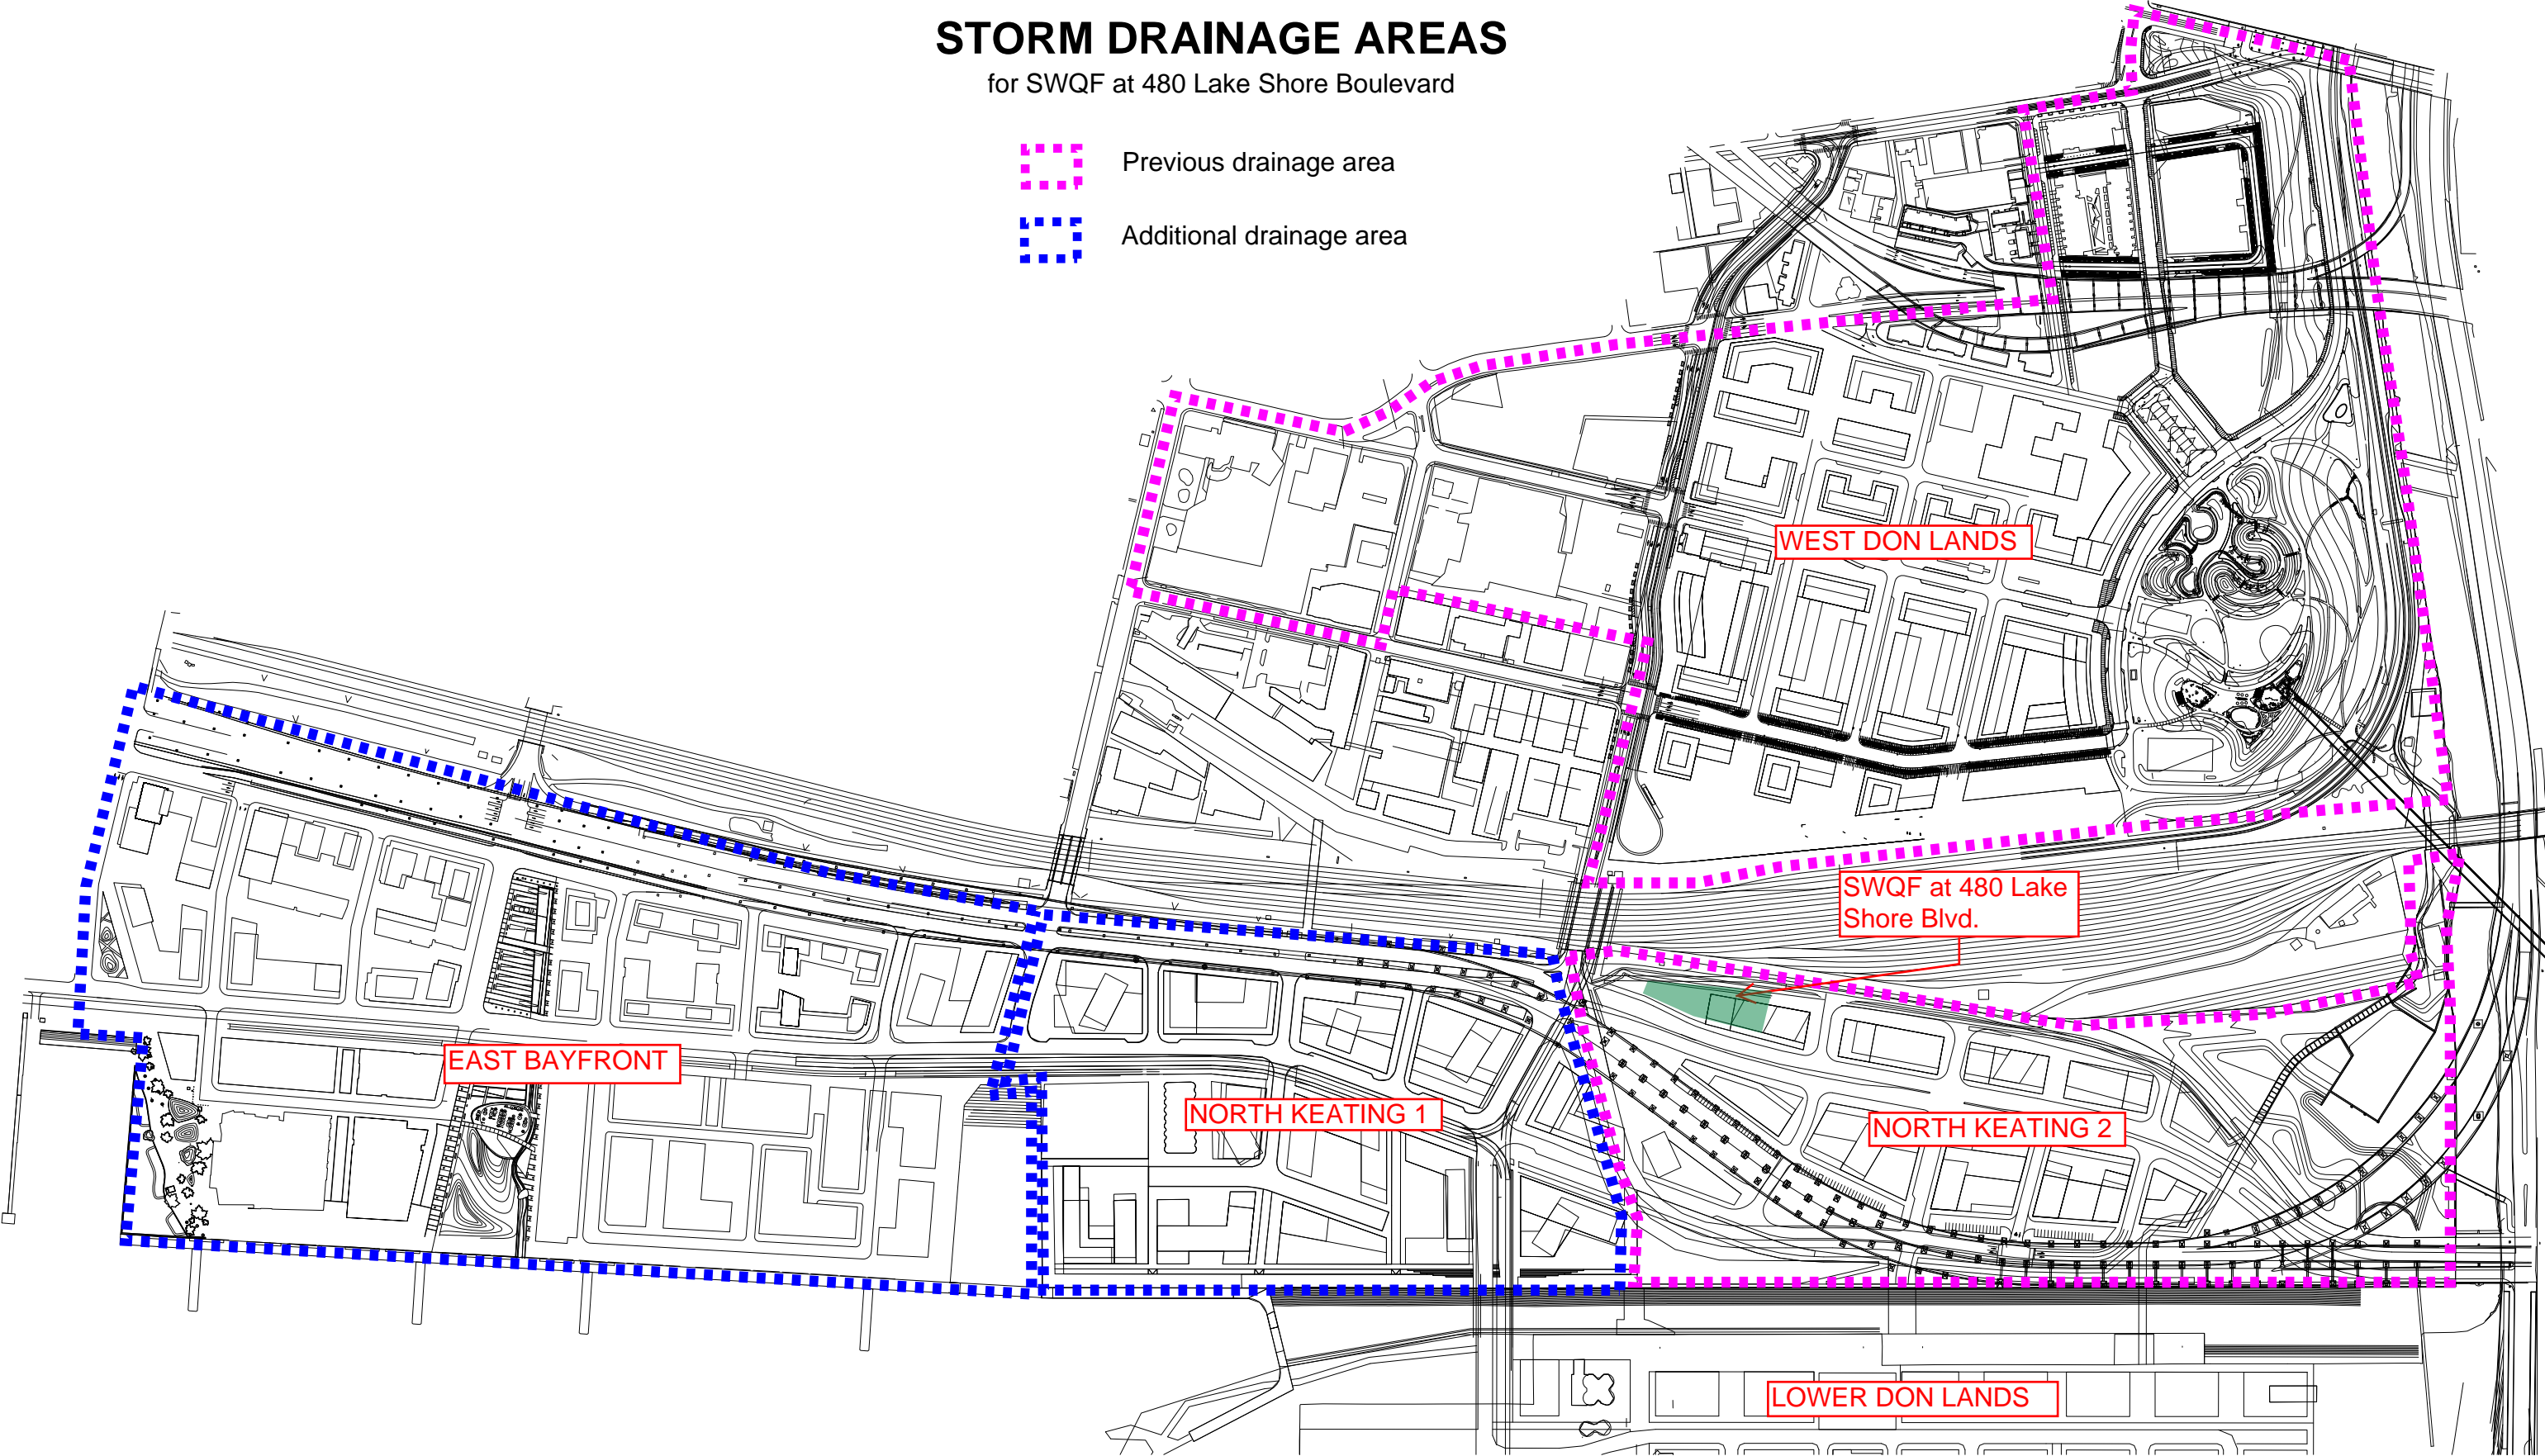 STORM DRAINAGE AREAS
for SWQF at 480 Lake Shore Boulevard
Previous drainage area
Additional drainage area
WEST DON LANDS
SWQF at 480 Lake
Shore Blvd.
EAST BAYFRONT
NORTH KEATING 1
NORTH KEATING 2
LOWER DON LANDS